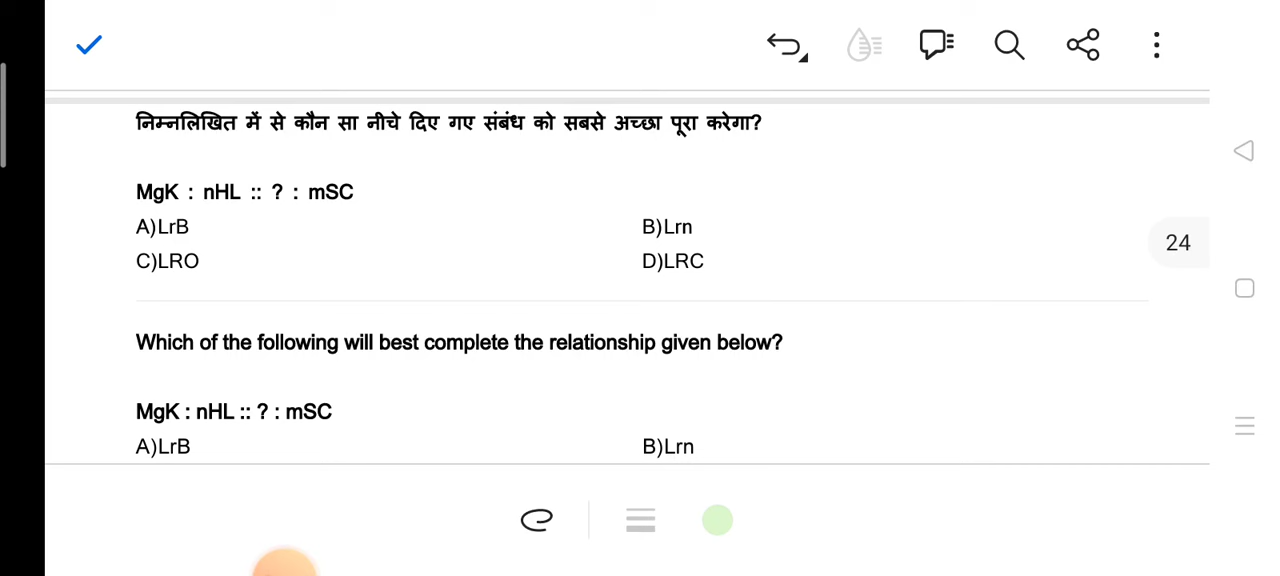 निम्नलिखित में से कौन सा नीचे दिए गए संबंध को सबसे अच्छा पूरा करेगा?
MgK : nHL :: ? : mSC
A)LrB B)Lrn
C)LRO D)LRC
24
Which of the following will best complete the relationship given below?
MgK : nHL :: ? : mSC
A)LrB B)Lrn